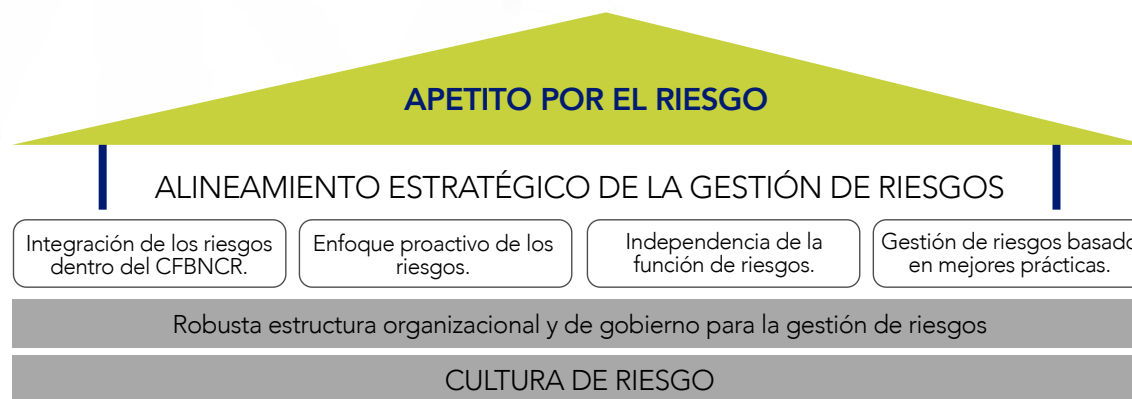 APETITO POR EL RIESGO
ALINEAMIENTO ESTRATÉGICO DE LA GESTIÓN DE RIESGOS
Integración de los riesgos
dentro del CFBNCR.
Enfoque proactivo de los
riesgos.
Independencia de la
función de riesgos.
Gestión de riesgos basado
en mejores prácticas.
Robusta estructura organizacional y de gobierno para la gestión de riesgos
CULTURA DE RIESGO